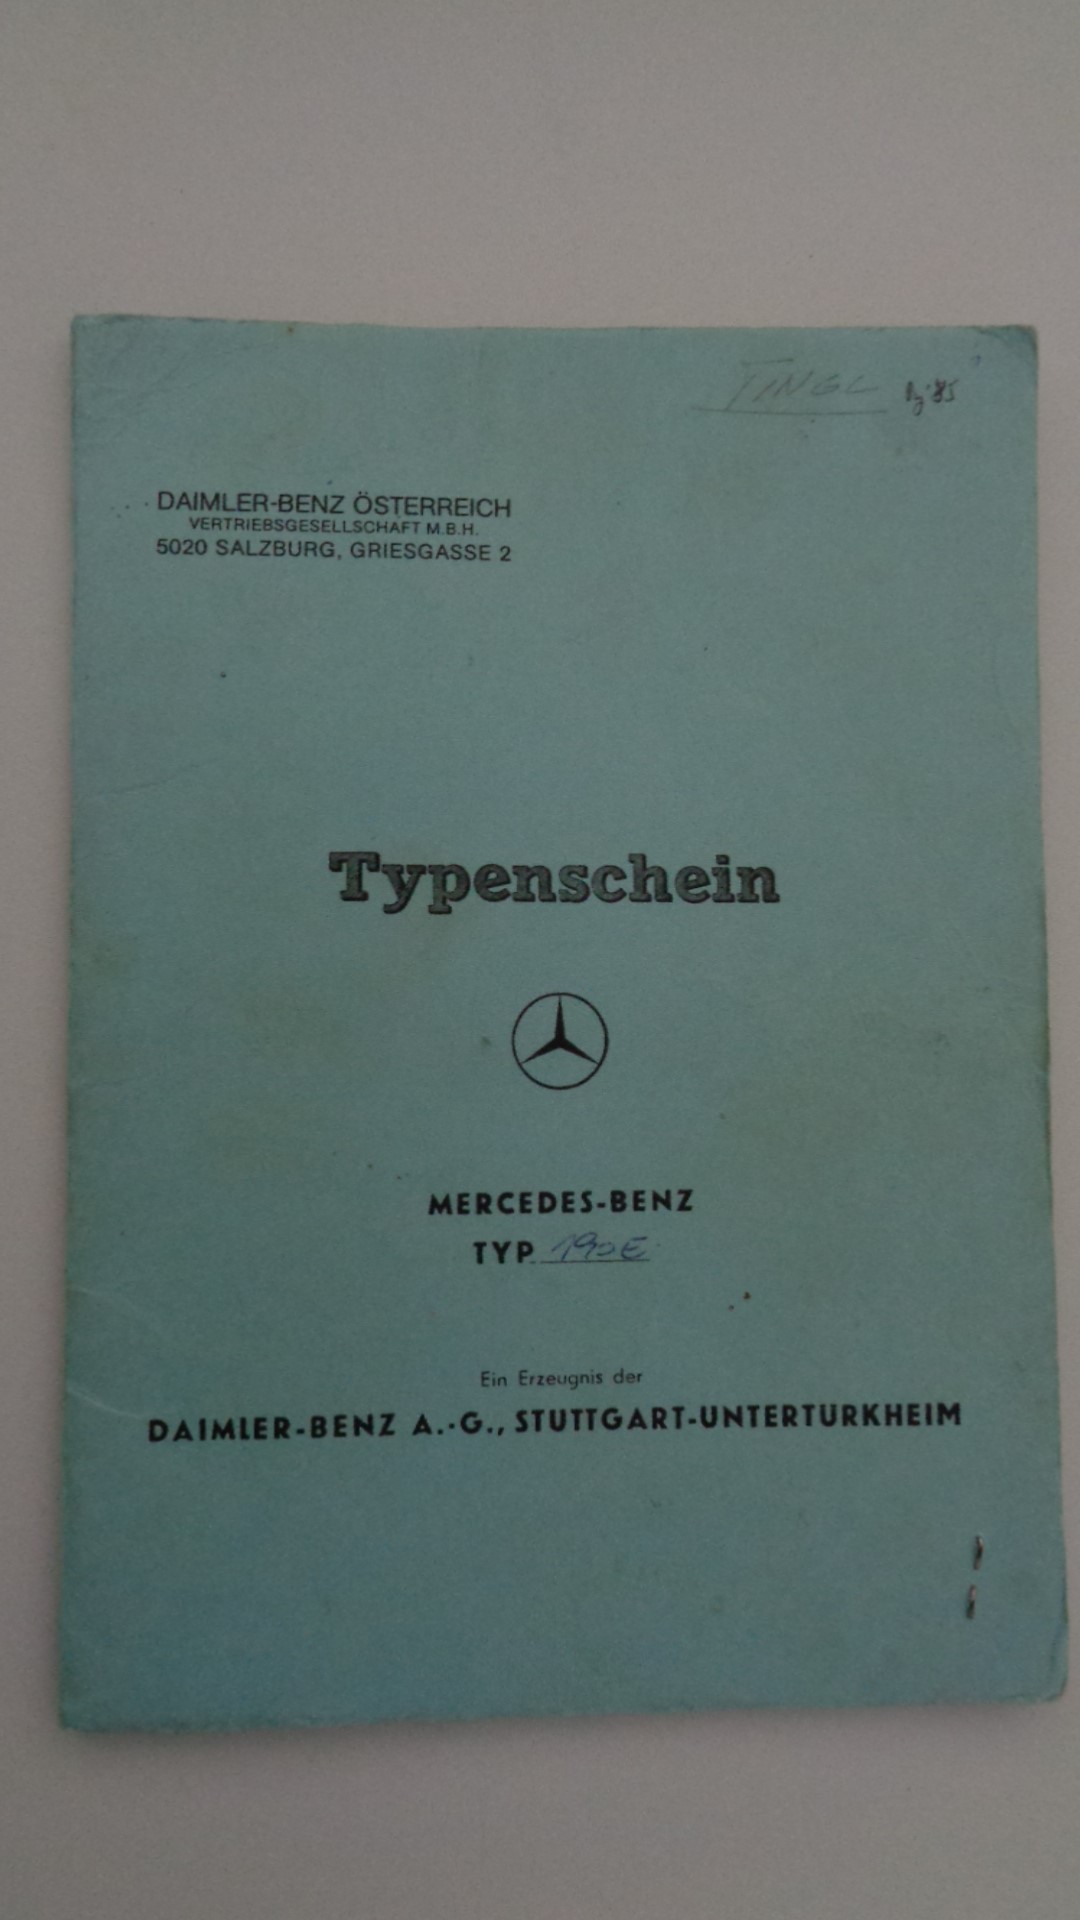 TINGL
DAIMLER-BENZ ÖSTERREICH
VERTRIEBSGESELLSCHAFT M.B.H.
5020 SALZBURG, GRIESGASSE 2
Typenschein
MERCEDES-BENZ
TYP 190E
Ein Erzeugnis der
DAIMLER-BENZ A.-G., STUTTGART-UNTERTURKHEIM